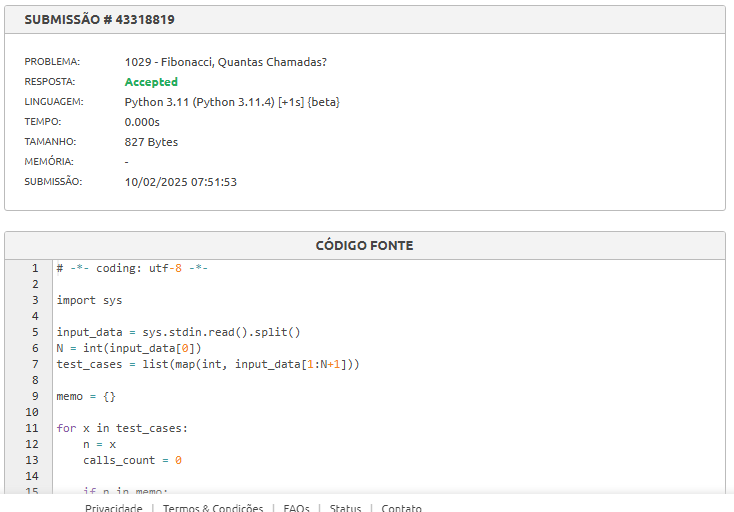 SUBMISSÃO # 43318819
PROBLEMA: 1029 - Fibonacci, Quantas Chamadas?
RESPOSTA: Accepted
LINGUAGEM: Python 3.11 (Python 3.11.4) [+1s] {beta}
TEMPO: 0.000s
TAMANHO: 827 Bytes
MEMÓRIA: -
SUBMISSÃO: 10/02/2025 07:51:53
CÓDIGO FONTE
1 # -*- coding: utf-8 -*-
2
3 import sys
4
5 input_data = sys.stdin.read().split()
6 N = int(input_data[0])
7 test_cases = list(map(int, input_data[1:N+1]))
8
9 memo = {}
10
11 for x in test_cases:
12     n = x
13     calls_count = 0
14
15     if n in memo:
Privacidade | Termos & Condições | FAQs | Status | Contato